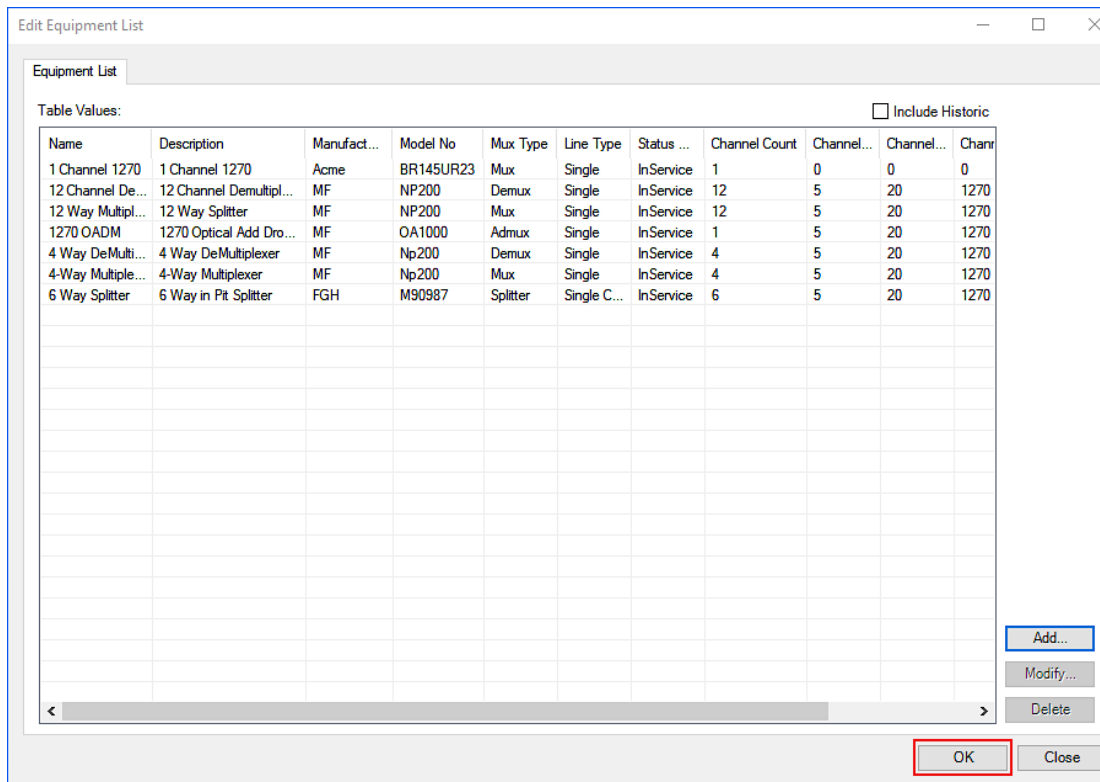 Edit Equipment List
Equipment List
Table Values:
Include Historic
Name Description Manufact... Model No Mux Type Line Type Status ... Channel Count Channel... Channel... Chann
1 Channel 1270 1 Channel 1270 Acme BR145UR23 Mux Single InService 1 0 0 0
12 Channel De... 12 Channel Demultipl... MF NP200 Demux Single InService 12 5 20 1270
12 Way Multipl... 12 Way Splitter MF NP200 Mux Single InService 12 5 20 1270
1270 OADM 1270 Optical Add Dro... MF OA1000 Admux Single InService 1 5 20 1270
4 Way DeMulti... 4 Way DeMultiplexer MF Np200 Demux Single InService 4 5 20 1270
4-Way Multiple... 4-Way Multiplexer MF Np200 Mux Single InService 4 5 20 1270
6 Way Splitter 6 Way in Pit Splitter FGH M90987 Splitter Single C... InService 6 5 20 1270
Add...
Modify...
Delete
OK Close